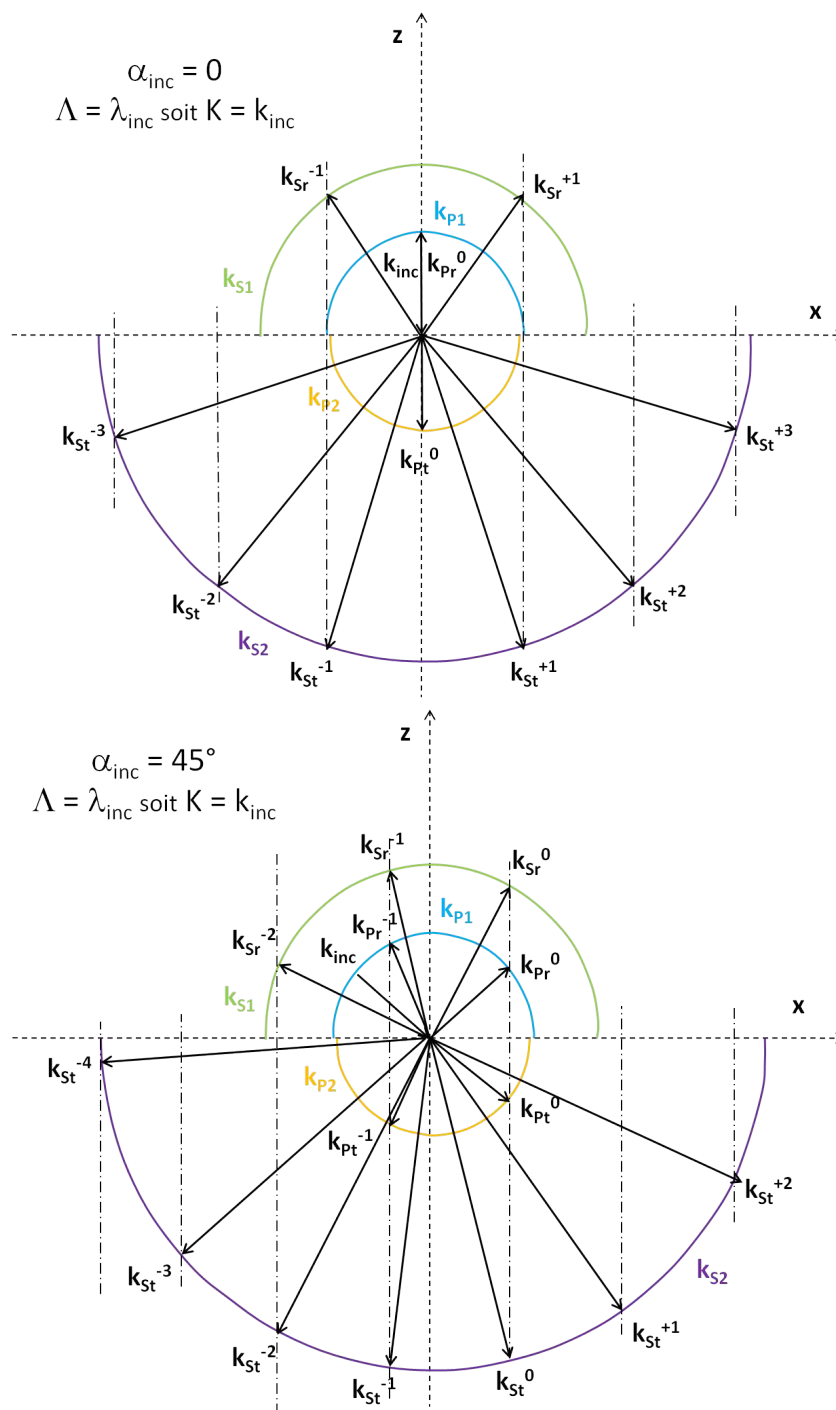 z
α_inc = 0
Λ = λ_inc soit K = k_inc
k_Sr^-1
k_Sr^+1
k_P1
k_inc
k_Pr^0
k_S1
x
k_P2
k_St^-3
k_St^+3
k_Pt^0
k_St^-2
k_St^+2
k_S2
k_St^-1
k_St^+1
z
α_inc = 45°
Λ = λ_inc soit K = k_inc
k_Sr^-1
k_Sr^0
k_P1
k_Pr^-1
k_Sr^-2
k_inc
k_Pr^0
k_S1
x
k_St^-4
k_P2
k_Pt^0
k_Pt^-1
k_St^+2
k_St^-3
k_S2
k_St^+1
k_St^-2
k_St^-1
k_St^0